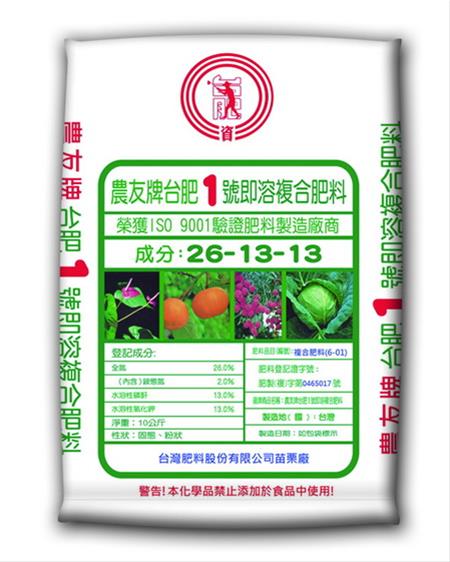 台肥
資
農友牌台肥1號即溶複合肥料
農友牌台肥1號即溶複合肥料
榮獲ISO 9001驗證肥料製造廠商
成分:26-13-13
登記成分:
全氮 26.0%
(內含)銨態氮 2.0%
水溶性磷酐 13.0%
水溶性氧化鉀 13.0%
淨重:10公斤
性狀:固態、粉狀
肥料品目(編號):複合肥料(6-01)
肥料登記證字號:
肥製(複)字第0465017號
製造地(國):台灣
製造日期:如包裝標示
台灣肥料股份有限公司苗栗廠
農友牌台肥1號即溶複合肥料
警告!本化學品禁止添加於食品中使用!